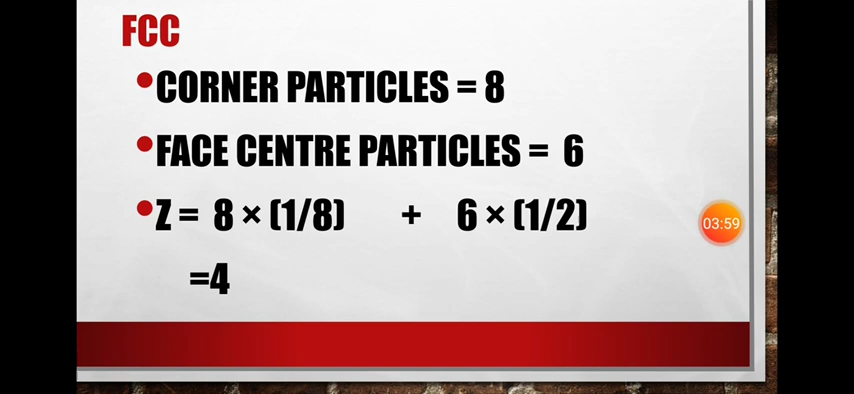 FCC
•CORNER PARTICLES = 8
•FACE CENTRE PARTICLES = 6
•Z = 8 × (1/8) + 6 × (1/2)
=4
03:59